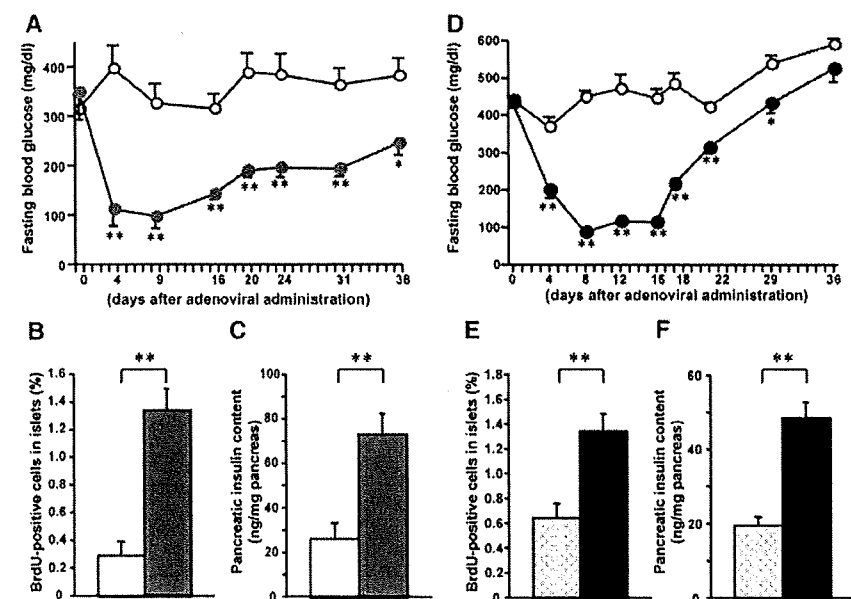 A
Fasting blood glucose (mg/dl)
400
300
200
100
0
** ** ** ** ** ** *
0 4 9 16 20 24 31 38
(days after adenoviral administration)
D
Fasting blood glucose (mg/dl)
600
500
400
300
200
100
0
** ** ** ** ** ** *
0 4 8 12 16 18 22 29 36
(days after adenoviral administration)
B
BrdU-positive cells in islets (%)
1.6
1.4
1.2
1.0
0.8
0.6
0.4
0.2
0
**
C
Pancreatic insulin content
(ng/mg pancreas)
100
80
60
40
20
0
**
E
BrdU-positive cells in islets (%)
1.8
1.6
1.4
1.2
1.0
0.8
0.6
0.6
0.2
0
**
F
Pancreatic insulin content
(ng/mg pancreas)
60
40
20
0
**